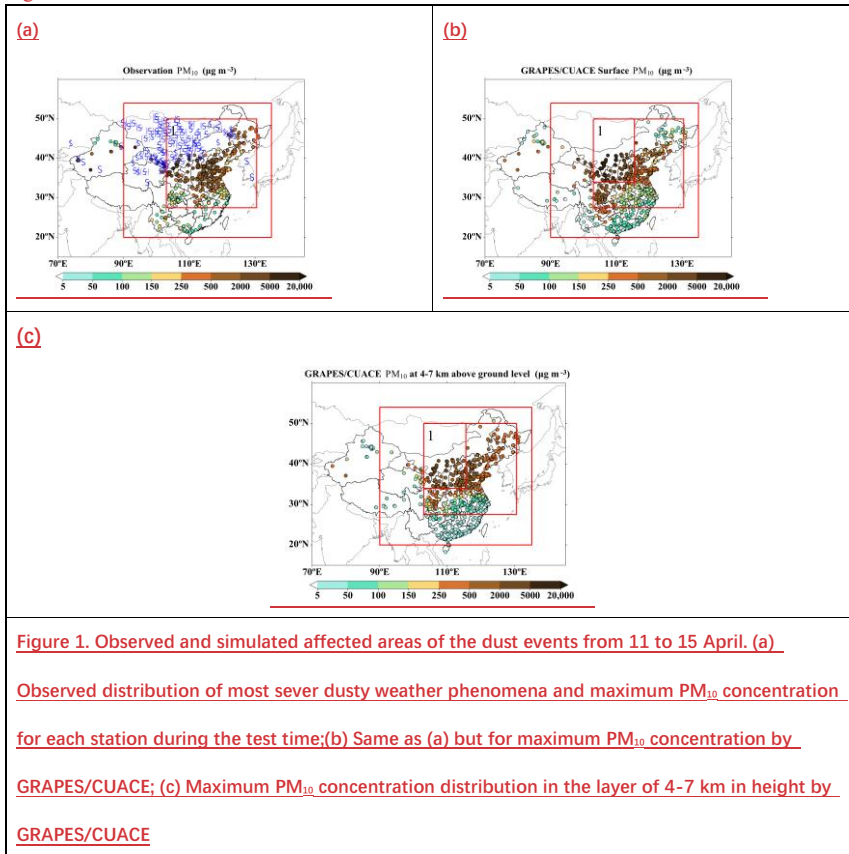 (a)
Observation PM₁₀ (μg m⁻³)
50°N
40°N
30°N
20°N
1
70°E 90°E 110°E 130°E
5 50 100 150 250 500 2000 5000 20,000
(b)
GRAPES/CUACE Surface PM₁₀ (μg m⁻³)
50°N
40°N
30°N
20°N
1
70°E 90°E 110°E 130°E
5 50 100 150 250 500 2000 5000 20,000
(c)
GRAPES/CUACE PM₁₀ at 4-7 km above ground level (μg m⁻³)
50°N
40°N
30°N
20°N
1
70°E 90°E 110°E 130°E
5 50 100 150 250 500 2000 5000 20,000
Figure 1. Observed and simulated affected areas of the dust events from 11 to 15 April. (a)
Observed distribution of most sever dusty weather phenomena and maximum PM₁₀ concentration
for each station during the test time;(b) Same as (a) but for maximum PM₁₀ concentration by
GRAPES/CUACE; (c) Maximum PM₁₀ concentration distribution in the layer of 4-7 km in height by
GRAPES/CUACE